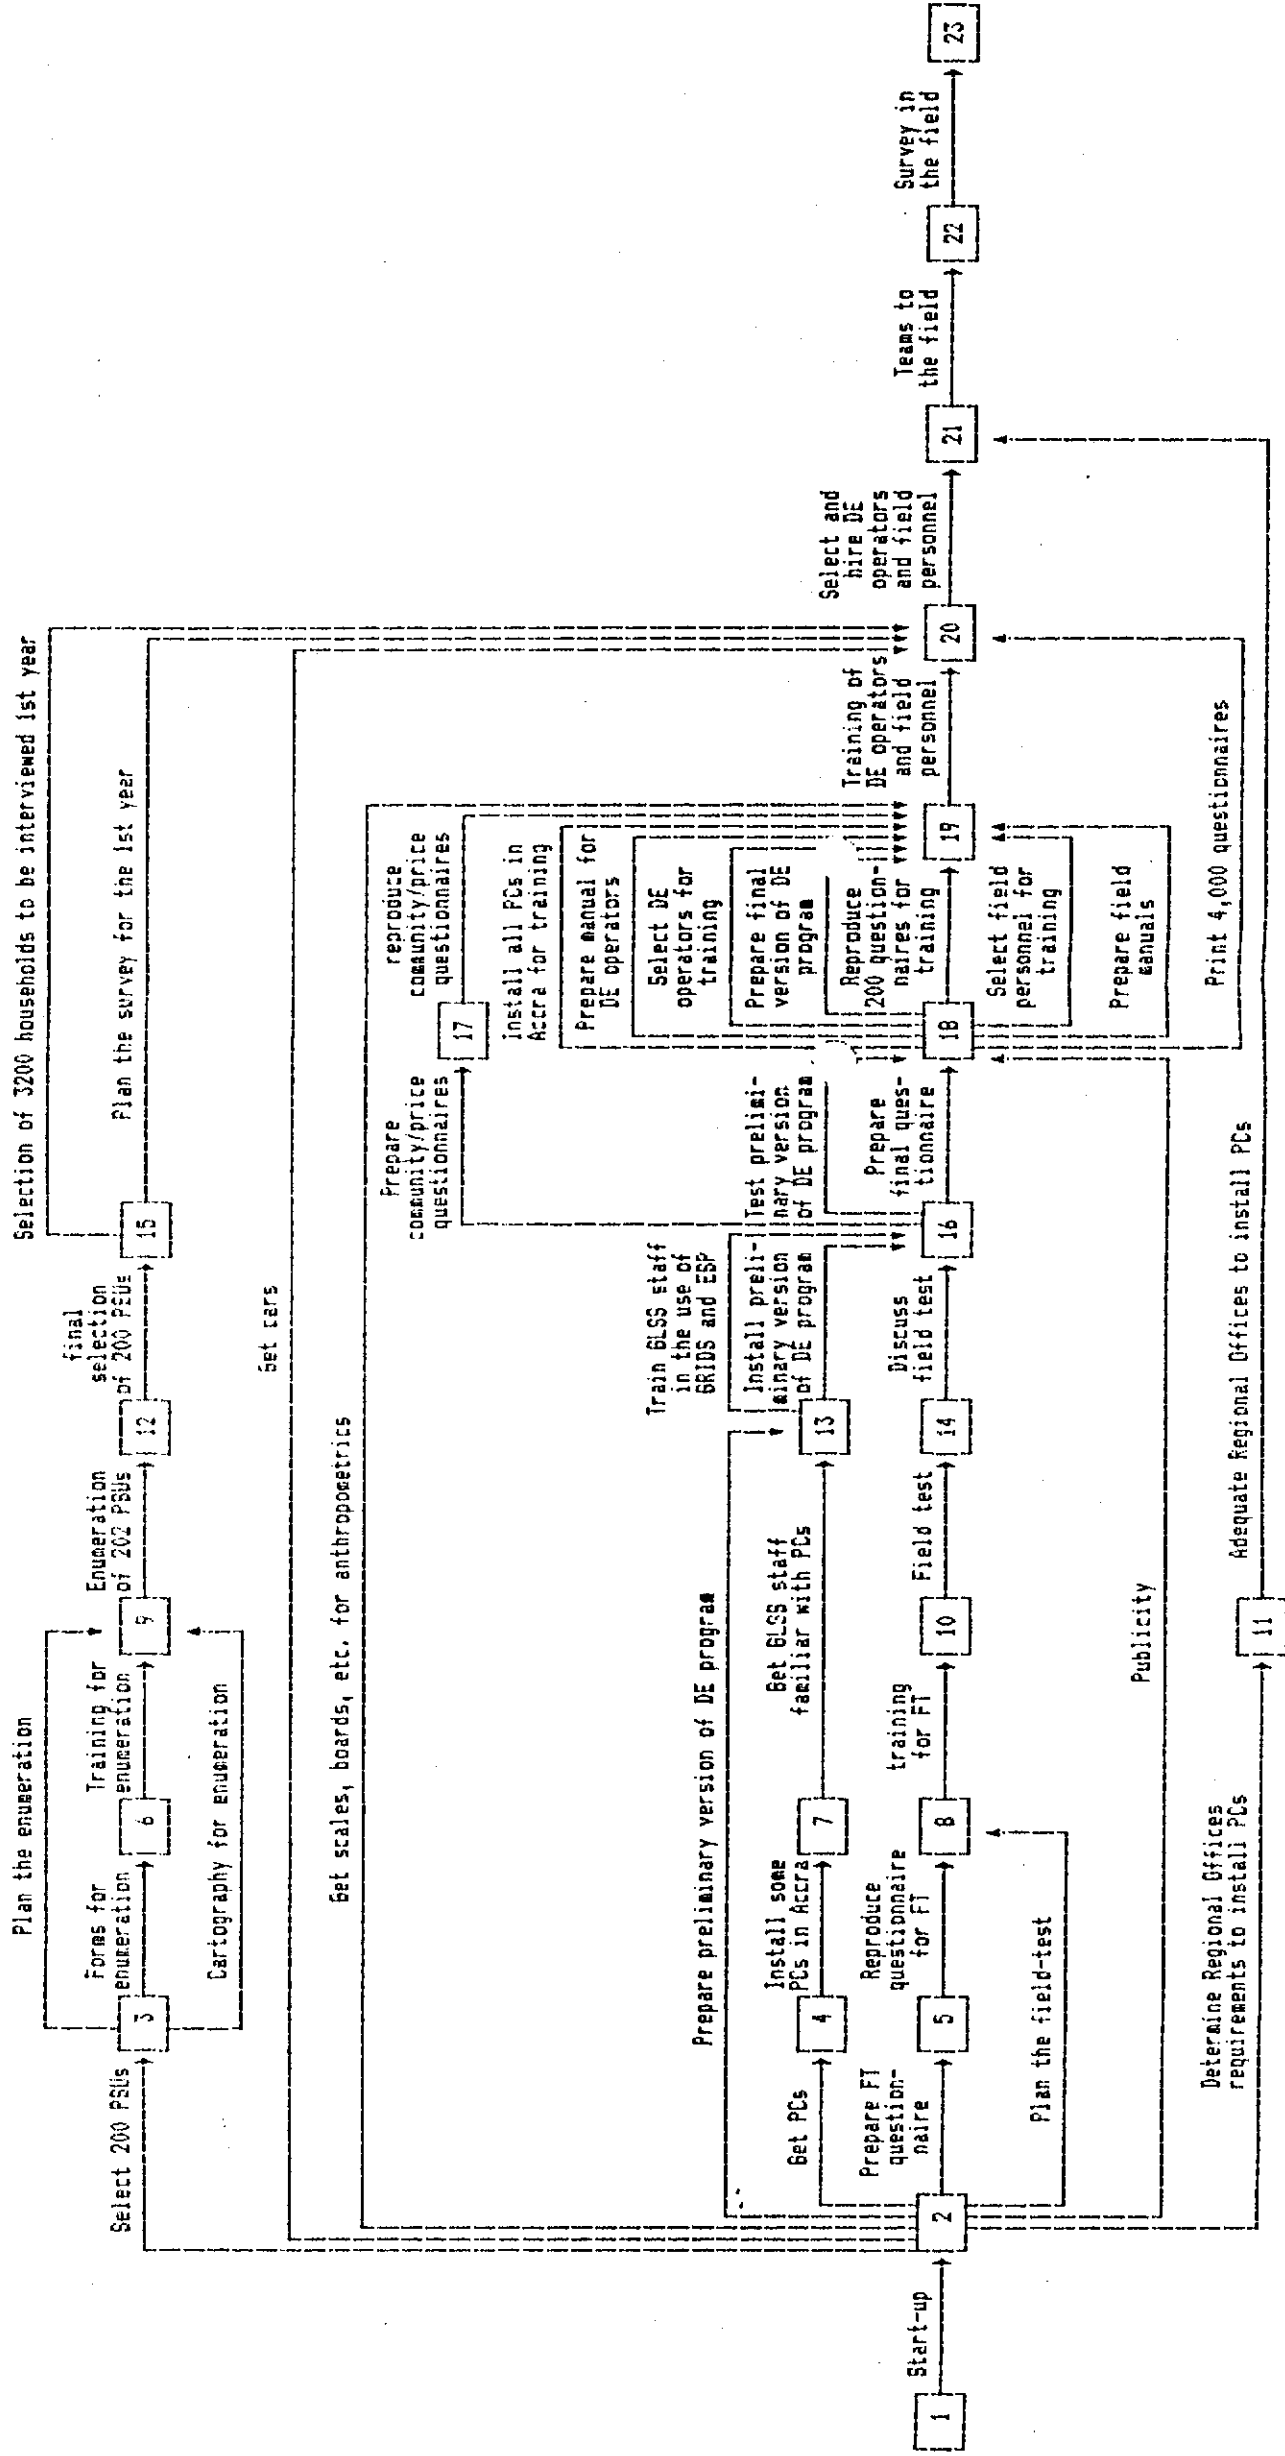 Selection of 3200 households to be interviewed 1st year
Plan the enumeration
Select 200 PSUs
3
Forms for
enumeration
6
Training for
enumeration
9
Enumeration
of 202 PSUs
12
final
selection
of 200 PSUs
15
Plan the survey for the 1st year
Cartography for enumeration
Get cars
Get scales, boards, etc. for anthropometrics
Prepare
community/price
questionnaires
17
reproduce
community/price
questionnaires
Install all PCs in
Accra for training
Prepare manual for
DE operators
Select DE
operators for
training
Prepare final
version of DE
program
Reproduce
200 question-
naires for
training
Train GLSS staff
in the use of
GRIDS and ESP
Prepare preliminary version of DE program
Get PCs
4
Install some
PCs in Accra
7
Get GLSS staff
familiar with PCs
13
Install preli-
minary version
of DE program
Test prelimi-
nary version
of DE program
1
Start-up
2
Prepare FT
question-
naire
5
Reproduce
questionnaire
for FT
8
training
for FT
10
Field test
14
Discuss
field test
16
Prepare
final ques-
tionnaire
18
19
Training of
DE operators
and field
personnel
20
Select and
hire DE
operators
and field
personnel
21
Teams to
the field
22
Survey in
the field
23
Plan the field-test
Select field
personnel for
training
Prepare field
manuals
Publicity
Print 4,000 questionnaires
Determine Regional Offices
requirements to install PCs
11
Adequate Regional Offices to install PCs